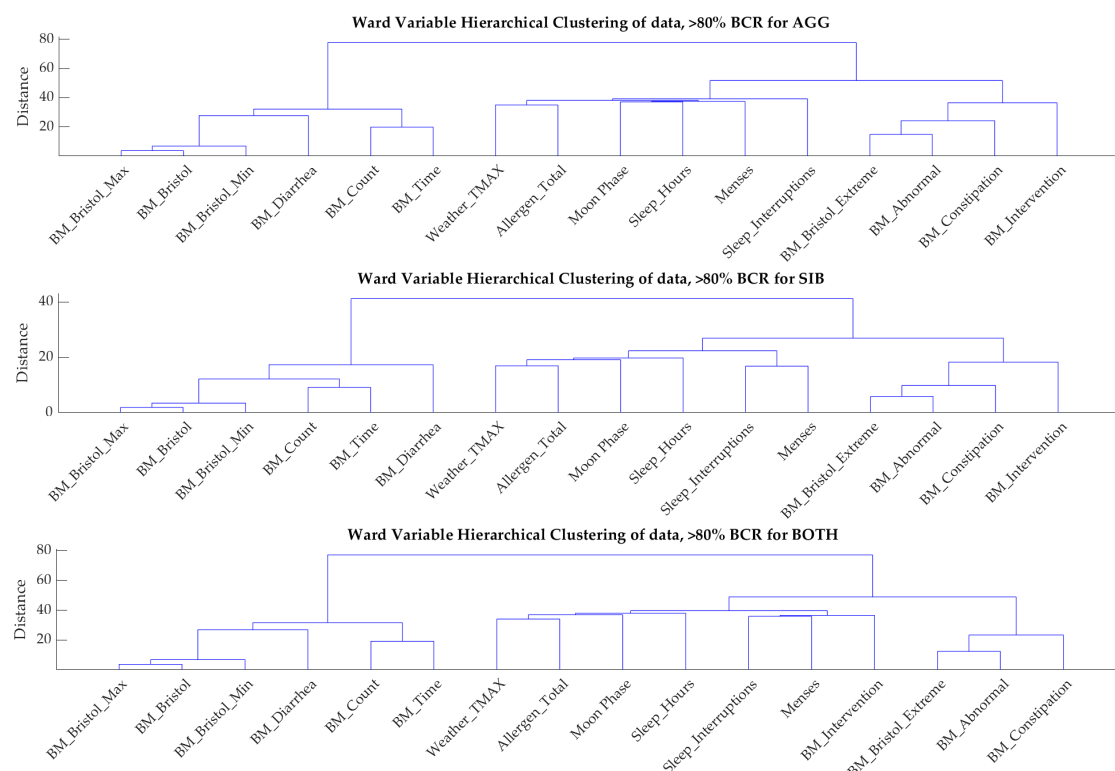 Ward Variable Hierarchical Clustering of data, >80% BCR for AGG
80
60
40
20
Distance
BM_Bristol_Max
BM_Bristol
BM_Bristol_Min
BM_Diarrhea
BM_Count
BM_Time
Weather_TMAX
Allergen_Total
Moon Phase
Sleep_Hours
Menses
Sleep_Interruptions
BM_Bristol_Extreme
BM_Abnormal
BM_Constipation
BM_Intervention
Ward Variable Hierarchical Clustering of data, >80% BCR for SIB
40
20
0
Distance
BM_Bristol_Max
BM_Bristol
BM_Bristol_Min
BM_Count
BM_Time
BM_Diarrhea
Weather_TMAX
Allergen_Total
Moon Phase
Sleep_Hours
Sleep_Interruptions
Menses
BM_Bristol_Extreme
BM_Abnormal
BM_Constipation
BM_Intervention
Ward Variable Hierarchical Clustering of data, >80% BCR for BOTH
80
60
40
20
Distance
BM_Bristol_Max
BM_Bristol
BM_Bristol_Min
BM_Diarrhea
BM_Count
BM_Time
Weather_TMAX
Allergen_Total
Moon Phase
Sleep_Hours
Sleep_Interruptions
Menses
BM_Intervention
BM_Bristol_Extreme
BM_Abnormal
BM_Constipation